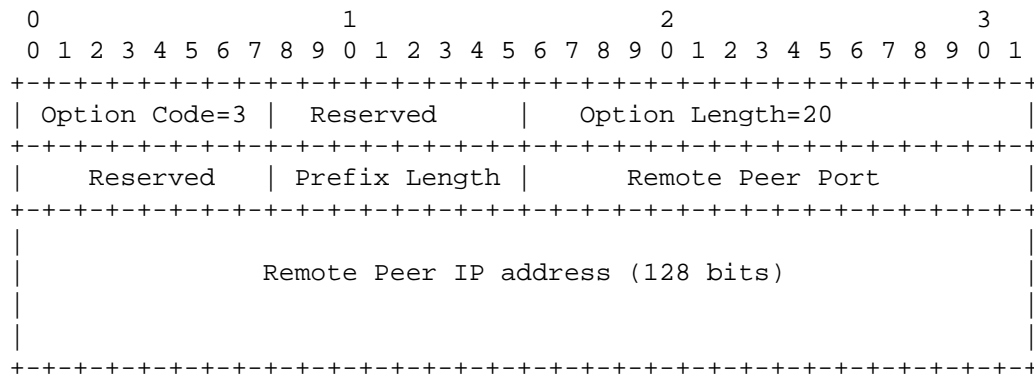 0                   1                   2                   3
 0 1 2 3 4 5 6 7 8 9 0 1 2 3 4 5 6 7 8 9 0 1 2 3 4 5 6 7 8 9 0 1
+-+-+-+-+-+-+-+-+-+-+-+-+-+-+-+-+-+-+-+-+-+-+-+-+-+-+-+-+-+-+-+-+
| Option Code=3 |  Reserved     |   Option Length=20            |
+-+-+-+-+-+-+-+-+-+-+-+-+-+-+-+-+-+-+-+-+-+-+-+-+-+-+-+-+-+-+-+-+
|    Reserved   | Prefix Length |      Remote Peer Port         |
+-+-+-+-+-+-+-+-+-+-+-+-+-+-+-+-+-+-+-+-+-+-+-+-+-+-+-+-+-+-+-+-+
|                                                               |
|               Remote Peer IP address (128 bits)               |
|                                                               |
|                                                               |
+-+-+-+-+-+-+-+-+-+-+-+-+-+-+-+-+-+-+-+-+-+-+-+-+-+-+-+-+-+-+-+-+